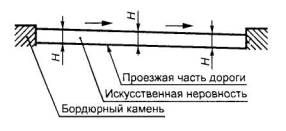 H
H
H
Проезжая часть дороги
Искусственная неровность
Бордюрный камень